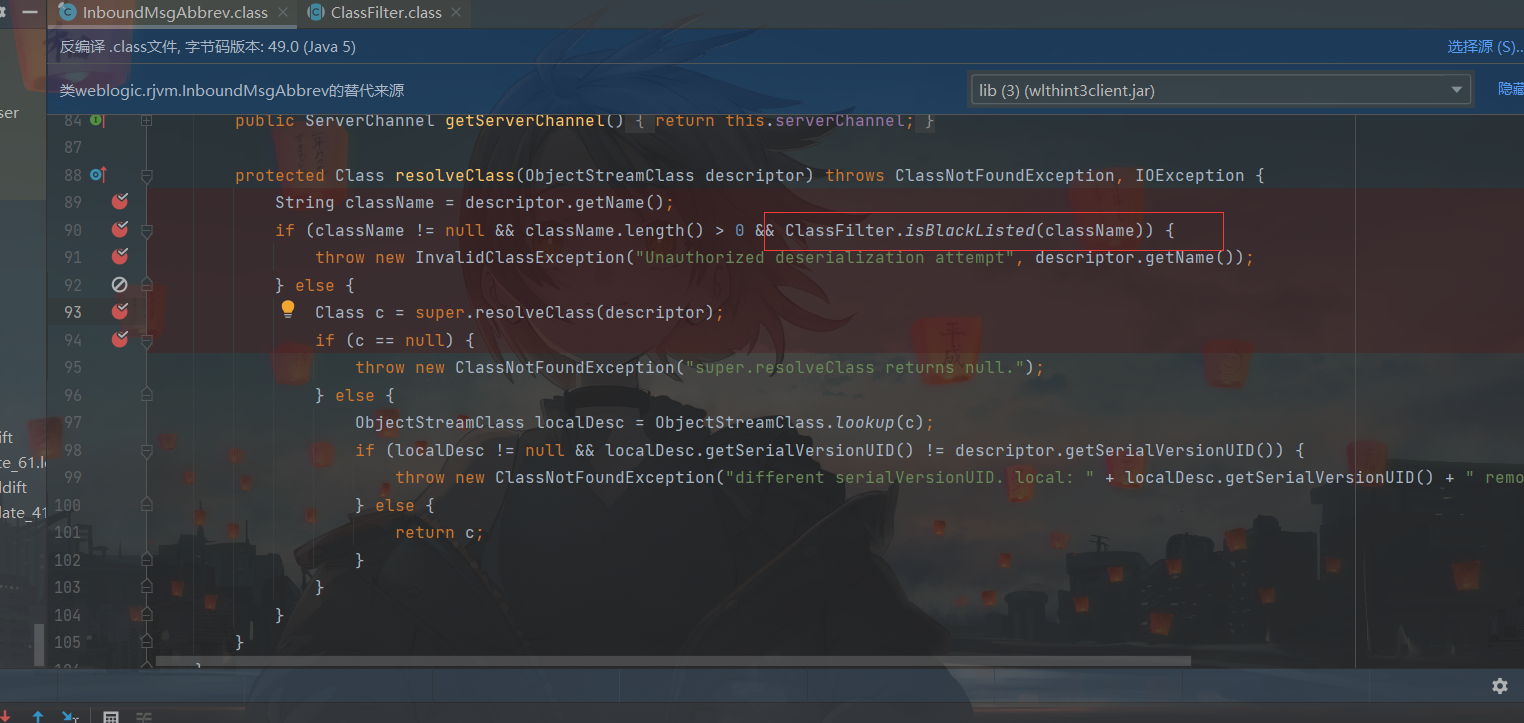 InboundMsgAbbrev.class
ClassFilter.class
反编译 .class文件, 字节码版本: 49.0 (Java 5)
选择源 (S)...
类weblogic.rjvm.InboundMsgAbbrev的替代来源
lib (3) (wlthint3client.jar)
隐藏
ser
84 public ServerChannel getServerChannel() { return this.serverChannel; }
87
88 protected Class resolveClass(ObjectStreamClass descriptor) throws ClassNotFoundException, IOException {
89 String className = descriptor.getName();
90 if (className != null && className.length() > 0 && ClassFilter.isBlackListed(className)) {
91 throw new InvalidClassException("Unauthorized deserialization attempt", descriptor.getName());
92 } else {
93 Class c = super.resolveClass(descriptor);
94 if (c == null) {
95 throw new ClassNotFoundException("super.resolveClass returns null.");
96 } else {
97 ObjectStreamClass localDesc = ObjectStreamClass.lookup(c);
ift
98 if (localDesc != null && localDesc.getSerialVersionUID() != descriptor.getSerialVersionUID()) {
te_61.l
99 throw new ClassNotFoundException("different serialVersionUID. local: " + localDesc.getSerialVersionUID() + " remo
ldift
100 } else {
late_41
101 return c;
102 }
103 }
104 }
105 }
106 }